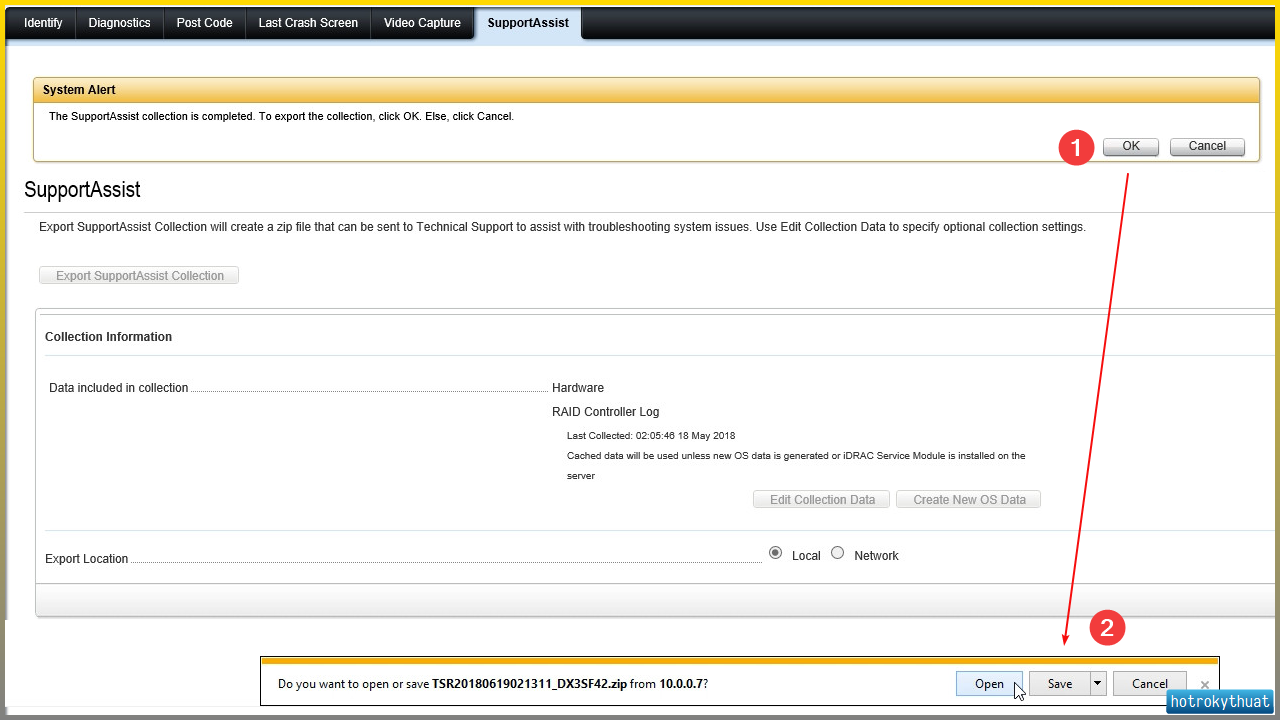 Identify Diagnostics Post Code Last Crash Screen Video Capture SupportAssist
System Alert
The SupportAssist collection is completed. To export the collection, click OK. Else, click Cancel.
1 OK Cancel
SupportAssist
Export SupportAssist Collection will create a zip file that can be sent to Technical Support to assist with troubleshooting system issues. Use Edit Collection Data to specify optional collection settings.
Export SupportAssist Collection
Collection Information
Data included in collection Hardware
RAID Controller Log
Last Collected: 02:05:46 18 May 2018
Cached data will be used unless new OS data is generated or iDRAC Service Module is installed on the
server
Edit Collection Data Create New OS Data
Export Location Local Network
2
Do you want to open or save TSR20180619021311_DX3SF42.zip from 10.0.0.7? Open Save Cancel ×
hotrokythuat